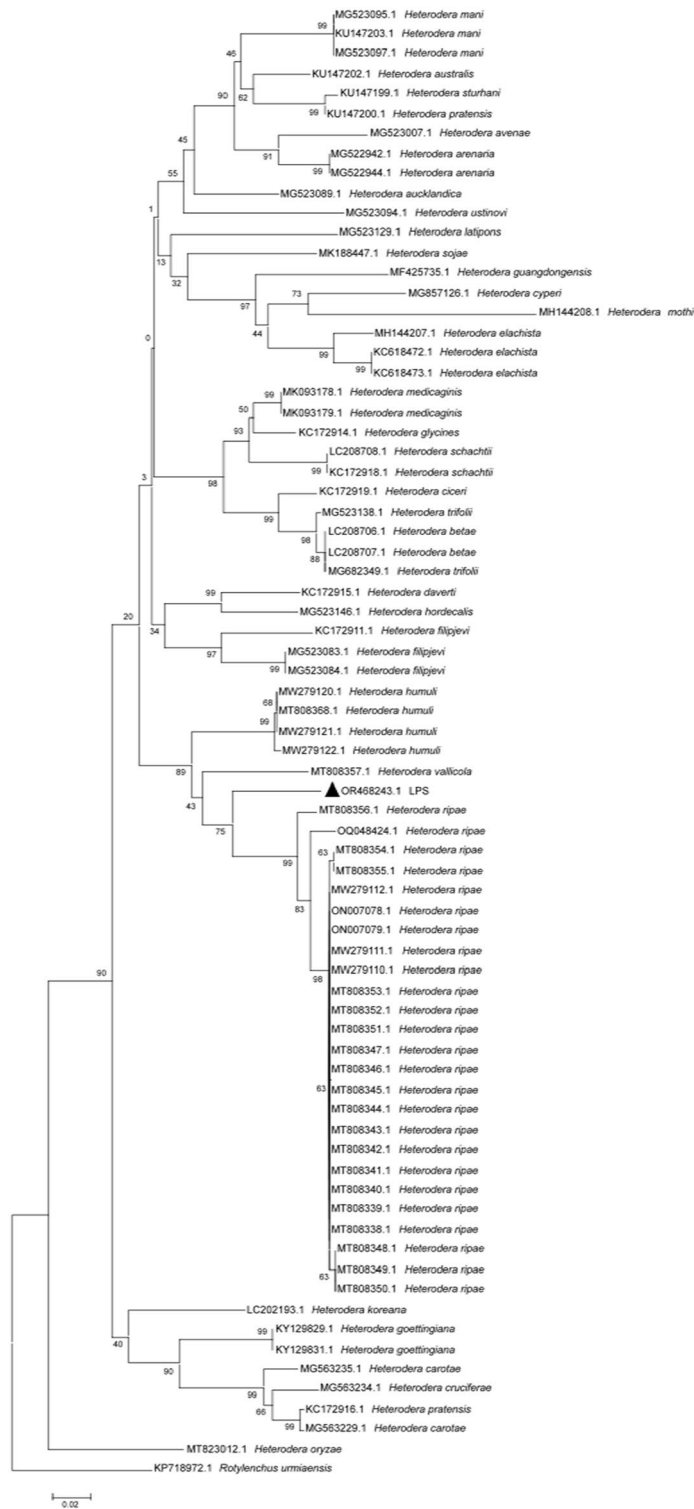 MG523095.1 Heterodera mani
99
KU147203.1 Heterodera mani
MG523097.1 Heterodera mani
46
KU147202.1 Heterodera australis
62
KU147199.1 Heterodera sturhani
90
99
KU147200.1 Heterodera pratensis
MG523007.1 Heterodera avenae
45
91
MG522942.1 Heterodera arenaria
99
MG522944.1 Heterodera arenaria
55
MG523089.1 Heterodera aucklandica
1
MG523094.1 Heterodera ustinovi
MG523129.1 Heterodera latipons
13
MK188447.1 Heterodera sojae
32
MF425735.1 Heterodera guangdongensis
73
MG857126.1 Heterodera cyperi
97
MH144208.1 Heterodera mothi
44
0
MH144207.1 Heterodera elachista
99
KC618472.1 Heterodera elachista
99
KC618473.1 Heterodera elachista
99
MK093178.1 Heterodera medicaginis
50
MK093179.1 Heterodera medicaginis
93
KC172914.1 Heterodera glycines
LC208708.1 Heterodera schachtii
3
98
99
KC172918.1 Heterodera schachtii
KC172919.1 Heterodera ciceri
99
MG523138.1 Heterodera trifolii
98
LC208706.1 Heterodera betae
LC208707.1 Heterodera betae
88
MG682349.1 Heterodera trifolii
99
KC172915.1 Heterodera daverti
20
MG523146.1 Heterodera hordecalis
34
KC172911.1 Heterodera filipjevi
97
MG523083.1 Heterodera filipjevi
99
MG523084.1 Heterodera filipjevi
MW279120.1 Heterodera humuli
68
MT808368.1 Heterodera humuli
99
MW279121.1 Heterodera humuli
MW279122.1 Heterodera humuli
89
MT808357.1 Heterodera vallicola
43
OR468243.1 LPS
75
MT808356.1 Heterodera ripae
OQ048424.1 Heterodera ripae
99
63
MT808354.1 Heterodera ripae
MT808355.1 Heterodera ripae
MW279112.1 Heterodera ripae
83
ON007078.1 Heterodera ripae
ON007079.1 Heterodera ripae
MW279111.1 Heterodera ripae
90
98
MW279110.1 Heterodera ripae
MT808353.1 Heterodera ripae
MT808352.1 Heterodera ripae
MT808351.1 Heterodera ripae
MT808347.1 Heterodera ripae
MT808346.1 Heterodera ripae
63
MT808345.1 Heterodera ripae
MT808344.1 Heterodera ripae
MT808343.1 Heterodera ripae
MT808342.1 Heterodera ripae
MT808341.1 Heterodera ripae
MT808340.1 Heterodera ripae
MT808339.1 Heterodera ripae
MT808338.1 Heterodera ripae
MT808348.1 Heterodera ripae
63
MT808349.1 Heterodera ripae
MT808350.1 Heterodera ripae
LC202193.1 Heterodera koreana
99
KY129829.1 Heterodera goettingiana
40
KY129831.1 Heterodera goettingiana
90
MG563235.1 Heterodera carotae
99
MG563234.1 Heterodera cruciferae
66
KC172916.1 Heterodera pratensis
99
MG563229.1 Heterodera carotae
MT823012.1 Heterodera oryzae
KP718972.1 Rotylenchus urmiaensis
0.02